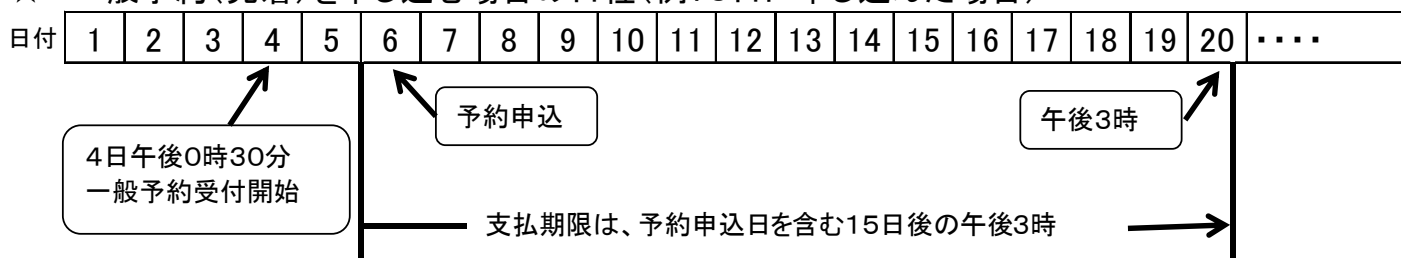 日付 1 2 3 4 5 6 7 8 9 10 11 12 13 14 15 16 17 18 19 20 ････
予約申込
午後3時
4日午後0時30分
一般予約受付開始
支払期限は、予約申込日を含む15日後の午後3時